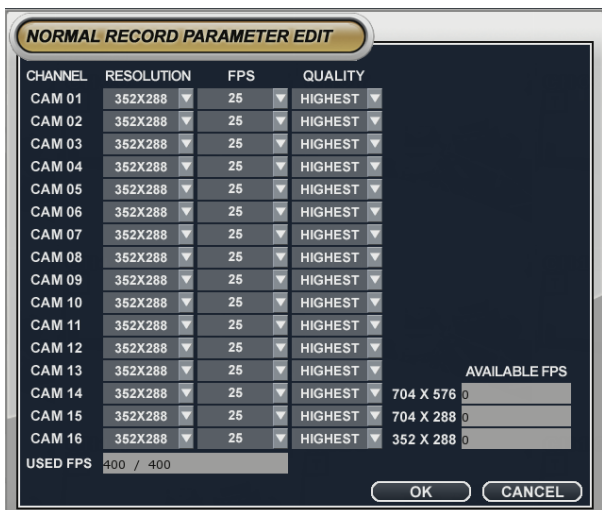 NORMAL RECORD PARAMETER EDIT
CHANNEL RESOLUTION FPS QUALITY
CAM 01 352X288 25 HIGHEST
CAM 02 352X288 25 HIGHEST
CAM 03 352X288 25 HIGHEST
CAM 04 352X288 25 HIGHEST
CAM 05 352X288 25 HIGHEST
CAM 06 352X288 25 HIGHEST
CAM 07 352X288 25 HIGHEST
CAM 08 352X288 25 HIGHEST
CAM 09 352X288 25 HIGHEST
CAM 10 352X288 25 HIGHEST
CAM 11 352X288 25 HIGHEST
CAM 12 352X288 25 HIGHEST
CAM 13 352X288 25 HIGHEST AVAILABLE FPS
CAM 14 352X288 25 HIGHEST 704 X 576 0
CAM 15 352X288 25 HIGHEST 704 X 288 0
CAM 16 352X288 25 HIGHEST 352 X 288 0
USED FPS 400 / 400
OK CANCEL